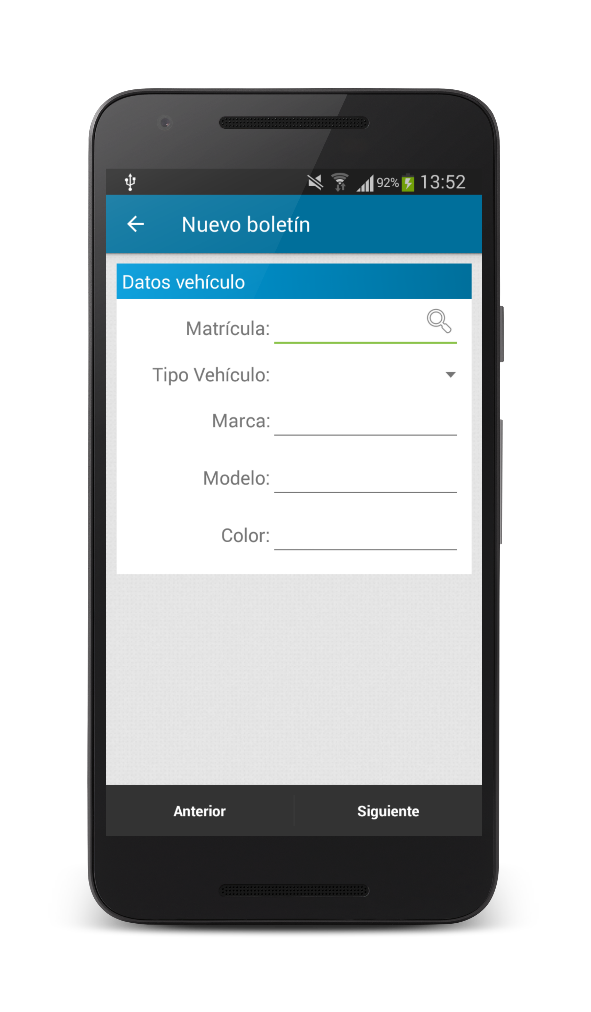 92% 13:52
Nuevo boletín
Datos vehículo
Matrícula:
Tipo Vehículo:
Marca:
Modelo:
Color:
Anterior Siguiente